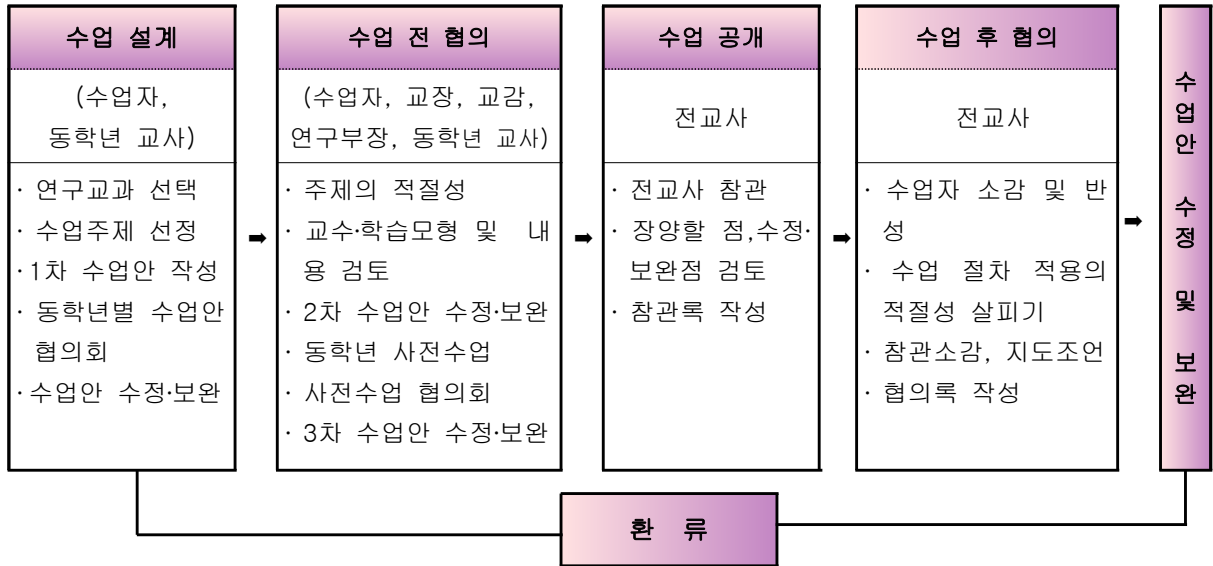 수업 설계
(수업자,
동학년 교사)
· 연구교과 선택
· 수업주제 선정
· 1차 수업안 작성
· 동학년별 수업안
협의회
· 수업안 수정·보완
➡
수업 전 협의
(수업자, 교장, 교감,
연구부장, 동학년 교사)
· 주제의 적절성
· 교수·학습모형 및 내
용 검토
· 2차 수업안 수정·보완
· 동학년 사전수업
· 사전수업 협의회
· 3차 수업안 수정·보완
➡
수업 공개
전교사
· 전교사 참관
· 장양할 점,수정·
보완점 검토
· 참관록 작성
➡
수업 후 협의
전교사
· 수업자 소감 및 반
성
· 수업 절차 적용의
적절성 살피기
· 참관소감, 지도조언
· 협의록 작성
➡
수업안 수정 및 보완
환 류